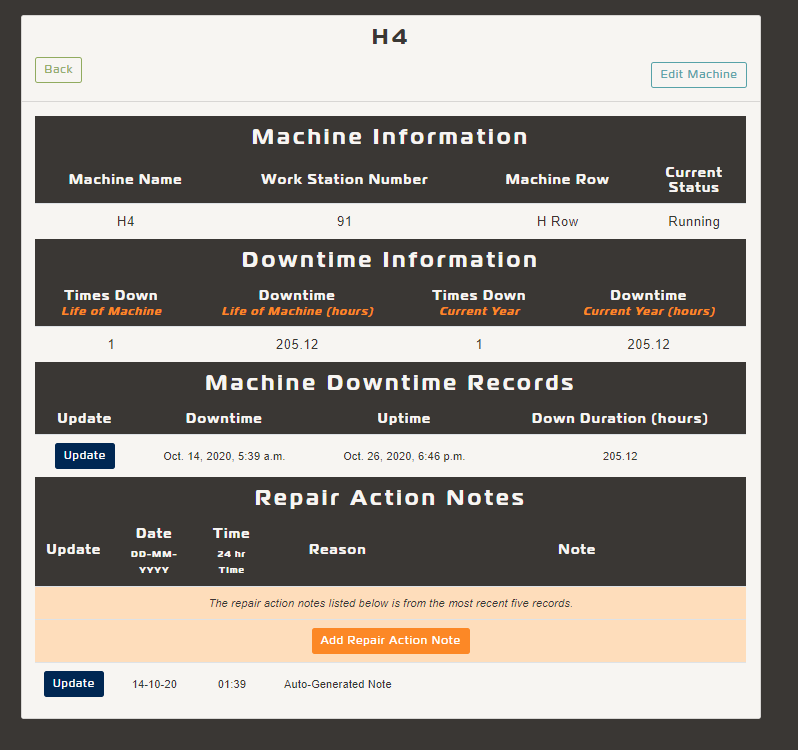 H4
Back
Edit Machine
Machine Information
Machine Name Work Station Number Machine Row Current Status
H4 91 H Row Running
Downtime Information
Times Down Downtime Times Down Downtime
Life of Machine Life of Machine (hours) Current Year Current Year (hours)
1 205.12 1 205.12
Machine Downtime Records
Update Downtime Uptime Down Duration (hours)
Update Oct. 14, 2020, 5:39 a.m. Oct. 26, 2020, 6:46 p.m. 205.12
Repair Action Notes
Update Date DD-MM-YYYY Time 24 hr Time Reason Note
The repair action notes listed below is from the most recent five records.
Add Repair Action Note
Update 14-10-20 01:39 Auto-Generated Note